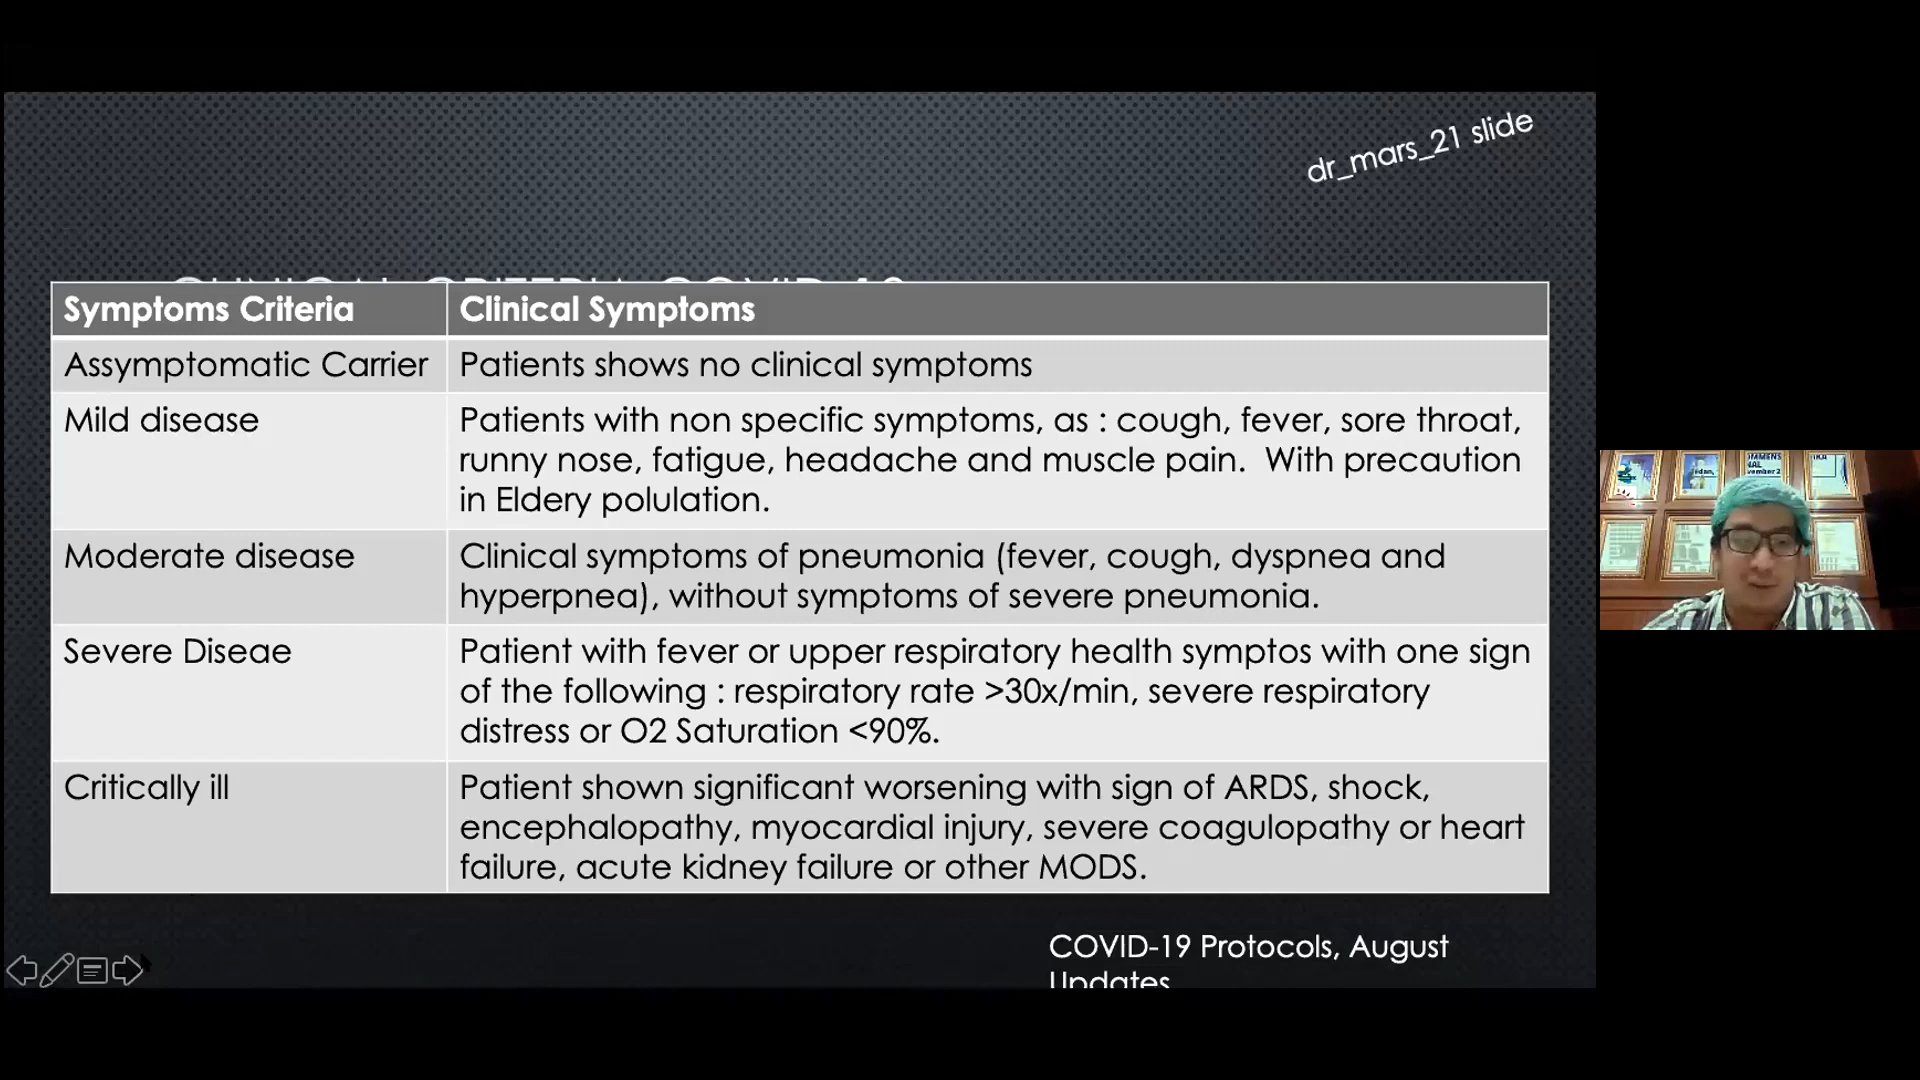 dr_mars_21 slide
CLINICAL CRITERIA COVID-19
Symptoms Criteria
Clinical Symptoms
Assymptomatic Carrier
Patients shows no clinical symptoms
Mild disease
Patients with non specific symptoms, as : cough, fever, sore throat,
runny nose, fatigue, headache and muscle pain.  With precaution
in Eldery polulation.
Moderate disease
Clinical symptoms of pneumonia (fever, cough, dyspnea and
hyperpnea), without symptoms of severe pneumonia.
Severe Diseae
Patient with fever or upper respiratory health symptos with one sign
of the following : respiratory rate >30x/min, severe respiratory
distress or O2 Saturation <90%.
Critically ill
Patient shown significant worsening with sign of ARDS, shock,
encephalopathy, myocardial injury, severe coagulopathy or heart
failure, acute kidney failure or other MODS.
COVID-19 Protocols, August
Updates